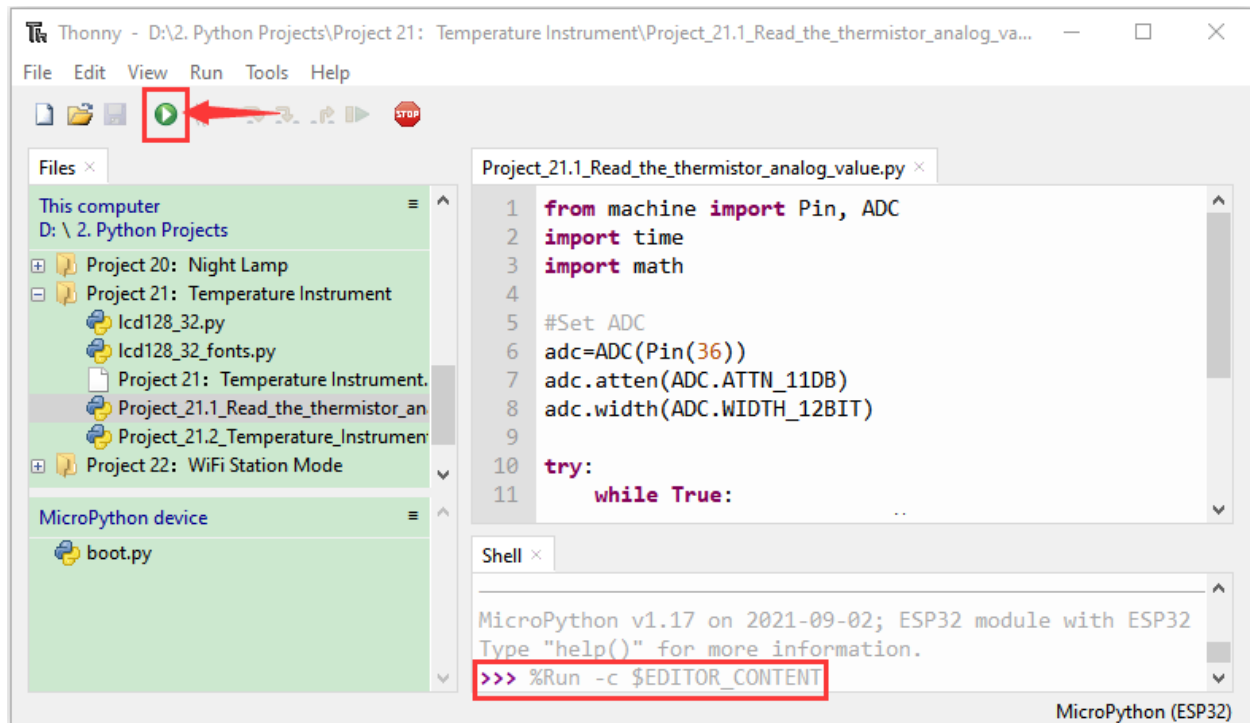 Thonny - D:\2. Python Projects\Project 21：Temperature Instrument\Project_21.1_Read_the_thermistor_analog_va...
File Edit View Run Tools Help
STOP
Files
This computer
D: \ 2. Python Projects
Project 20：Night Lamp
Project 21：Temperature Instrument
lcd128_32.py
lcd128_32_fonts.py
Project 21：Temperature Instrument.
Project_21.1_Read_the_thermistor_an
Project_21.2_Temperature_Instrumen
Project 22：WiFi Station Mode
MicroPython device
boot.py
Project_21.1_Read_the_thermistor_analog_value.py
1 from machine import Pin, ADC
2 import time
3 import math
4
5 #Set ADC
6 adc=ADC(Pin(36))
7 adc.atten(ADC.ATTN_11DB)
8 adc.width(ADC.WIDTH_12BIT)
9
10 try:
11 while True:
Shell
MicroPython v1.17 on 2021-09-02; ESP32 module with ESP32
Type "help()" for more information.
>>> %Run -c $EDITOR_CONTENT
MicroPython (ESP32)